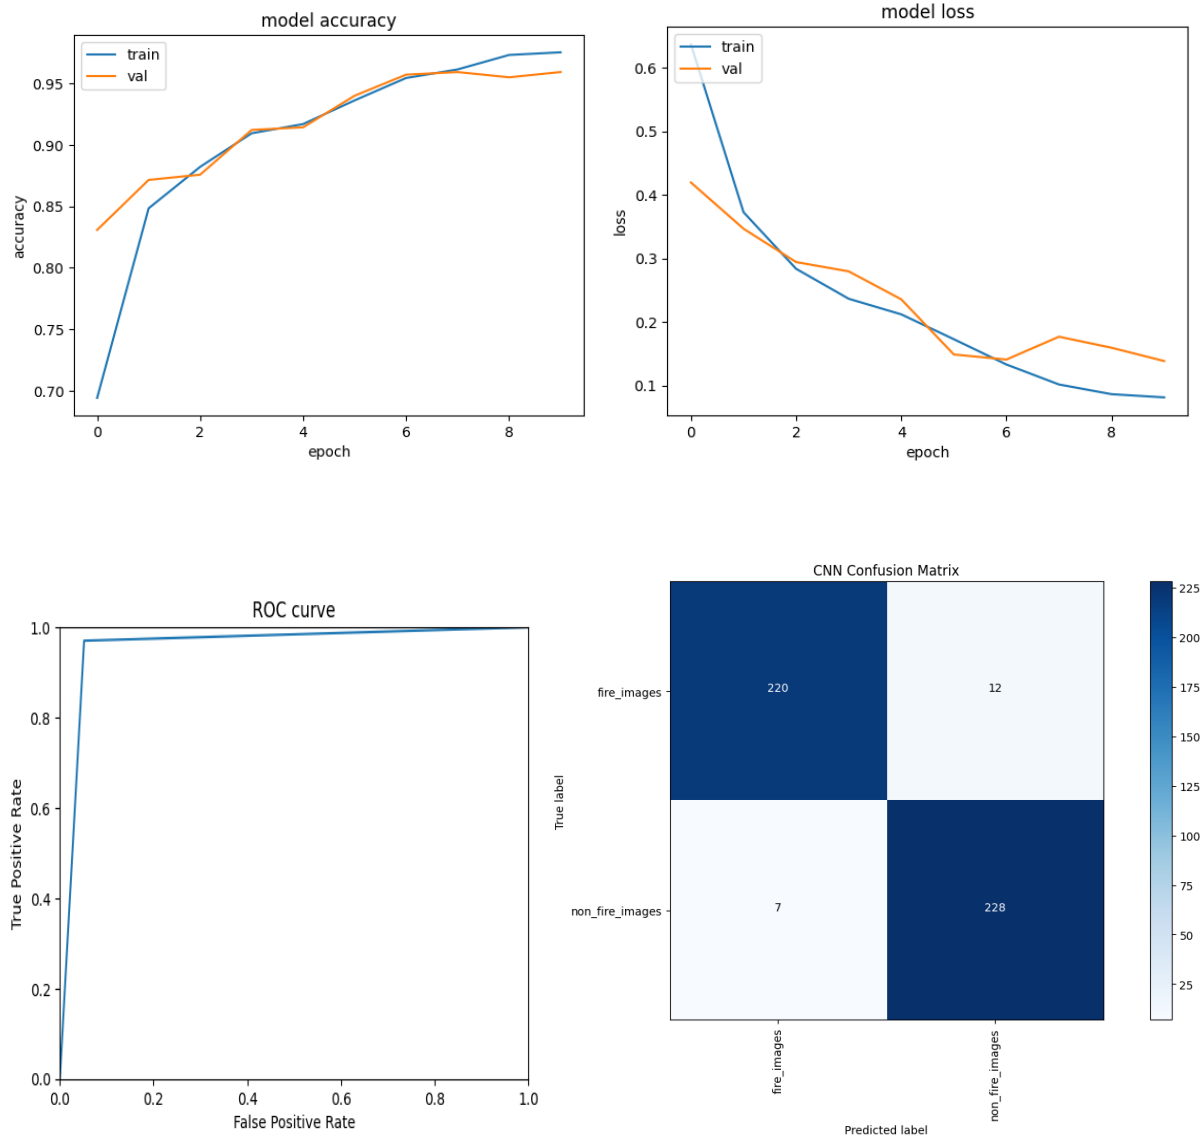 model accuracy
train
val
0.95
0.90
0.85
0.80
0.75
0.70
accuracy
0 2 4 6 8
epoch
model loss
train
val
0.6
0.5
0.4
0.3
0.2
0.1
loss
0 2 4 6 8
epoch
ROC curve
1.0
0.8
0.6
0.4
0.2
0.0
True Positive Rate
0.0 0.2 0.4 0.6 0.8 1.0
False Positive Rate
CNN Confusion Matrix
True label
fire_images 220 12
non_fire_images 7 228
fire_images non_fire_images
Predicted label
225
200
175
150
125
100
75
50
25